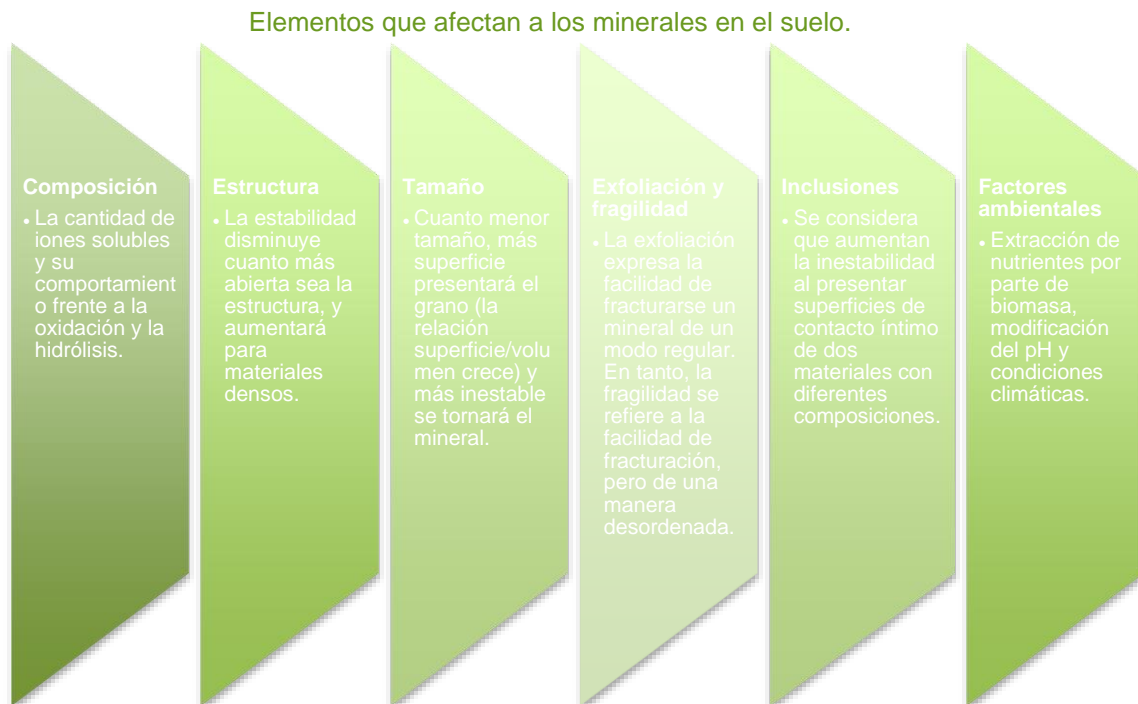 Elementos que afectan a los minerales en el suelo.
Composición
• La cantidad de
iones solubles
y su
comportamient
o frente a la
oxidación y la
hidrólisis.
Estructura
• La estabilidad
disminuye
cuanto más
abierta sea la
estructura, y
aumentará
para
materiales
densos.
Tamaño
• Cuanto menor
tamaño, más
superficie
presentará el
grano (la
relación
superficie/volu
men crece) y
más inestable
se tornará el
mineral.
Exfoliación y
fragilidad
• La exfoliación
expresa la
facilidad de
fracturarse un
mineral de un
modo regular.
En tanto, la
fragilidad se
refiere a la
facilidad de
fracturación,
pero de una
manera
desordenada.
Inclusiones
• Se considera
que aumentan
la inestabilidad
al presentar
superficies de
contacto íntimo
de dos
materiales con
diferentes
composiciones.
Factores
ambientales
• Extracción de
nutrientes por
parte de
biomasa,
modificación
del pH y
condiciones
climáticas.